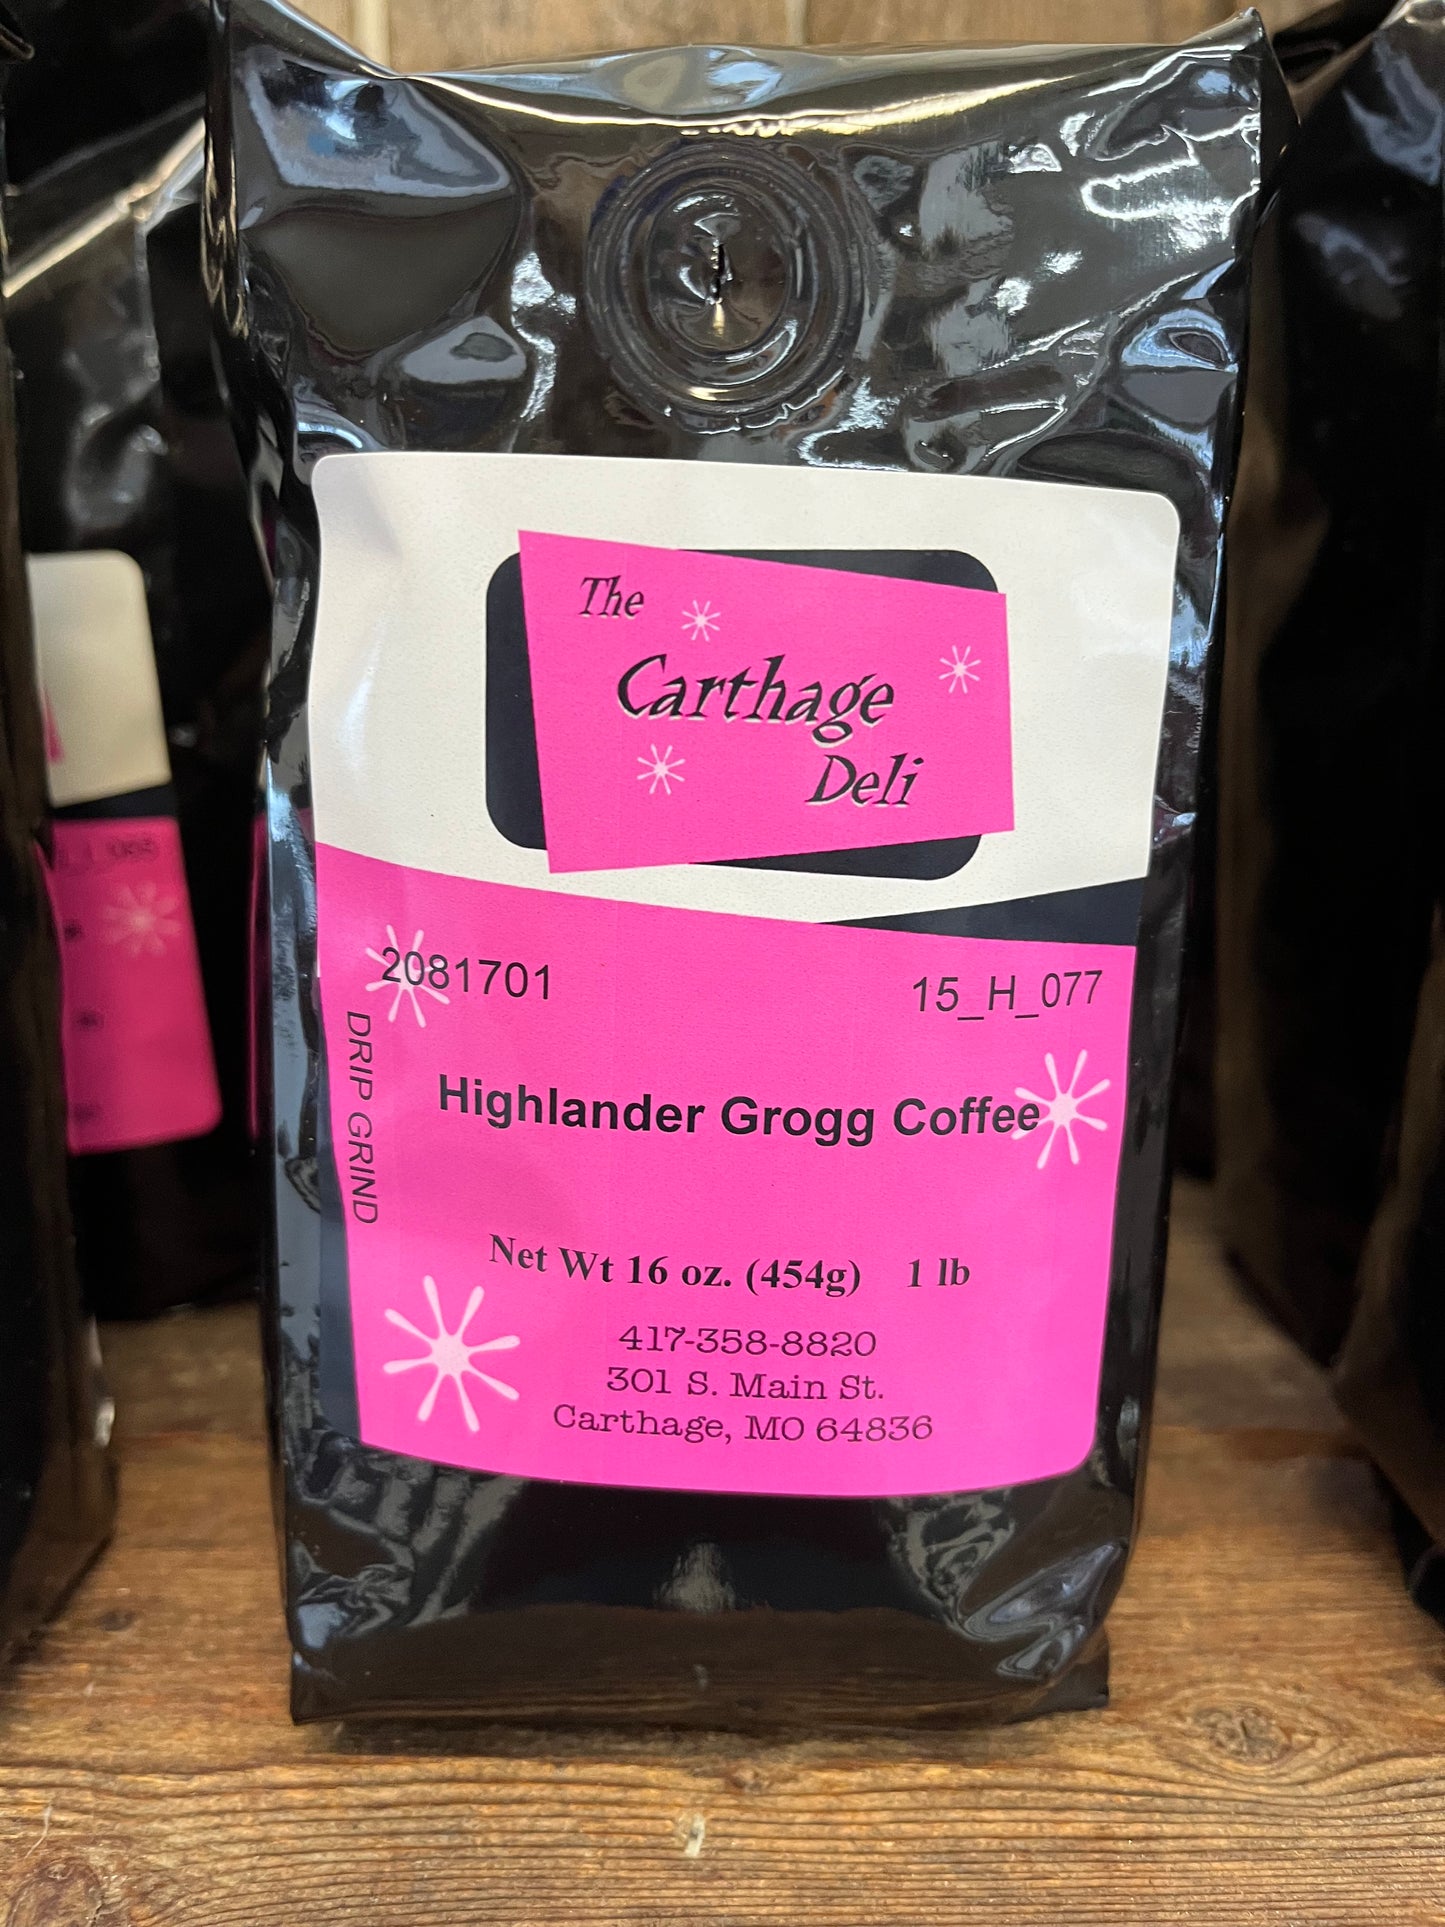 The
Carthage
Deli
2081701 15_H_077
DRIP GRIND
Highlander Grogg Coffee
Net Wt 16 oz. (454g) 1 lb
417-358-8820
301 S. Main St.
Carthage, MO 64836